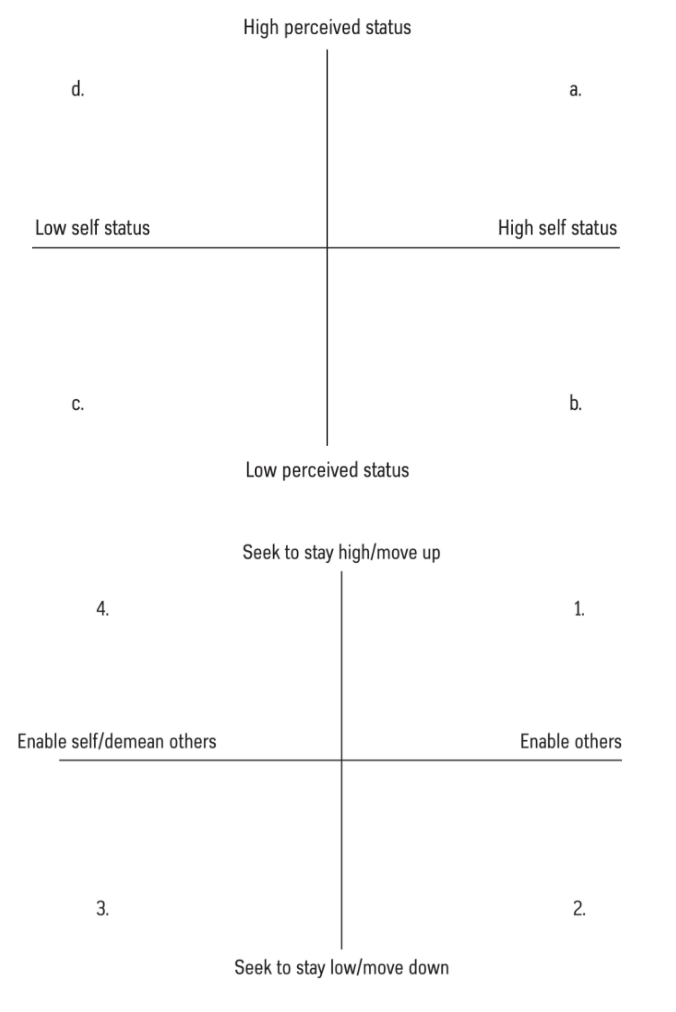 High perceived status
d.
a.
Low self status
High self status
c.
b.
Low perceived status
Seek to stay high/move up
4.
1.
Enable self/demean others
Enable others
3.
2.
Seek to stay low/move down